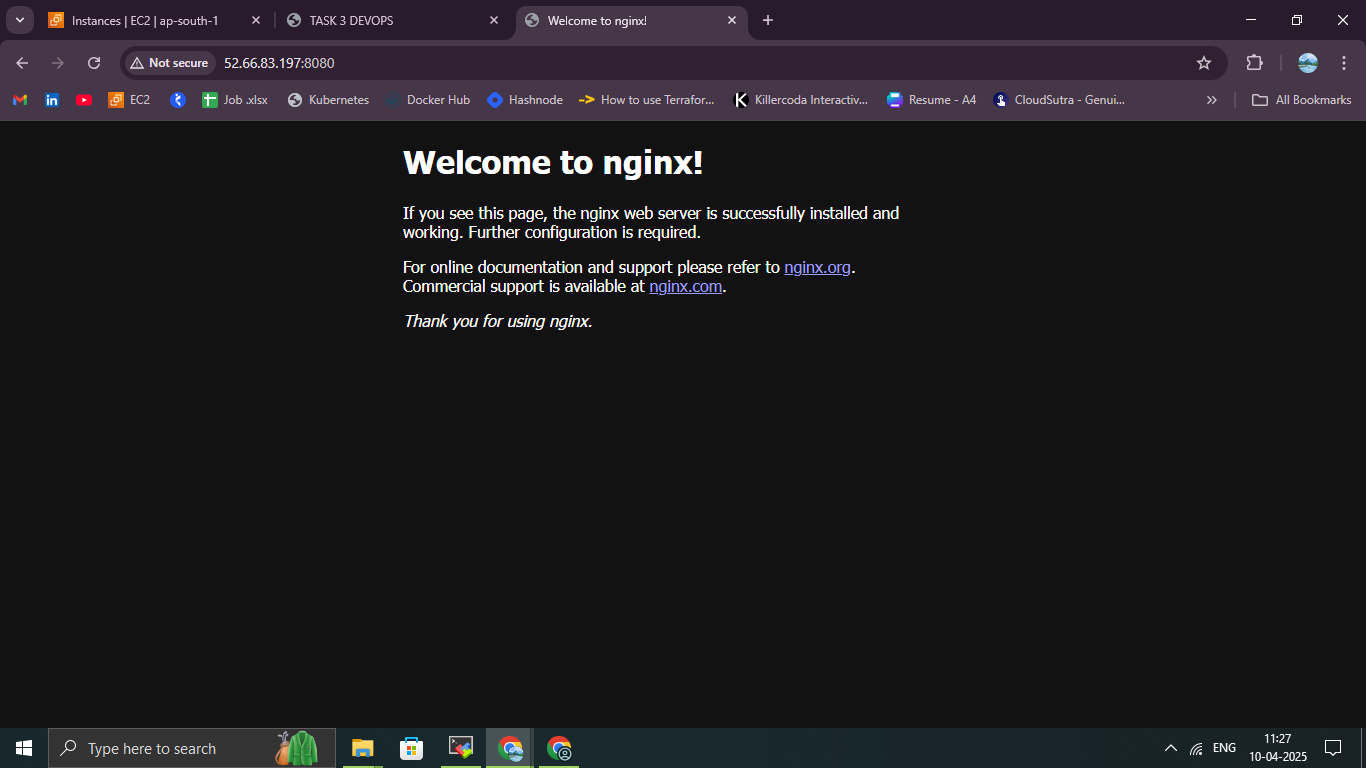 Instances | EC2 | ap-south-1
TASK 3 DEVOPS
Welcome to nginx!
Not secure
52.66.83.197:8080
EC2
Job .xlsx
Kubernetes
Docker Hub
Hashnode
How to use Terrafor...
Killercoda Interactiv...
Resume - A4
CloudSutra - Genui...
All Bookmarks
Welcome to nginx!
If you see this page, the nginx web server is successfully installed and
working. Further configuration is required.
For online documentation and support please refer to nginx.org.
Commercial support is available at nginx.com.
Thank you for using nginx.
Type here to search
ENG
11:27
10-04-2025